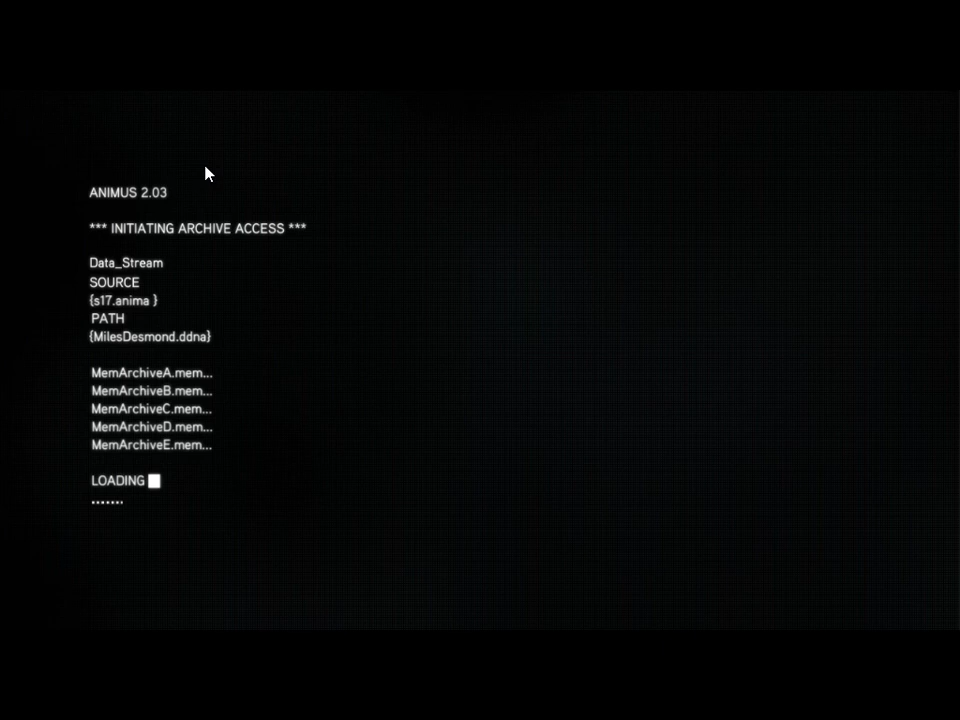 ANIMUS 2.03
*** INITIATING ARCHIVE ACCESS ***
Data_Stream
SOURCE
{s17.anima }
PATH
{MilesDesmond.ddna}
MemArchiveA.mem...
MemArchiveB.mem...
MemArchiveC.mem...
MemArchiveD.mem...
MemArchiveE.mem...
LOADING
.......